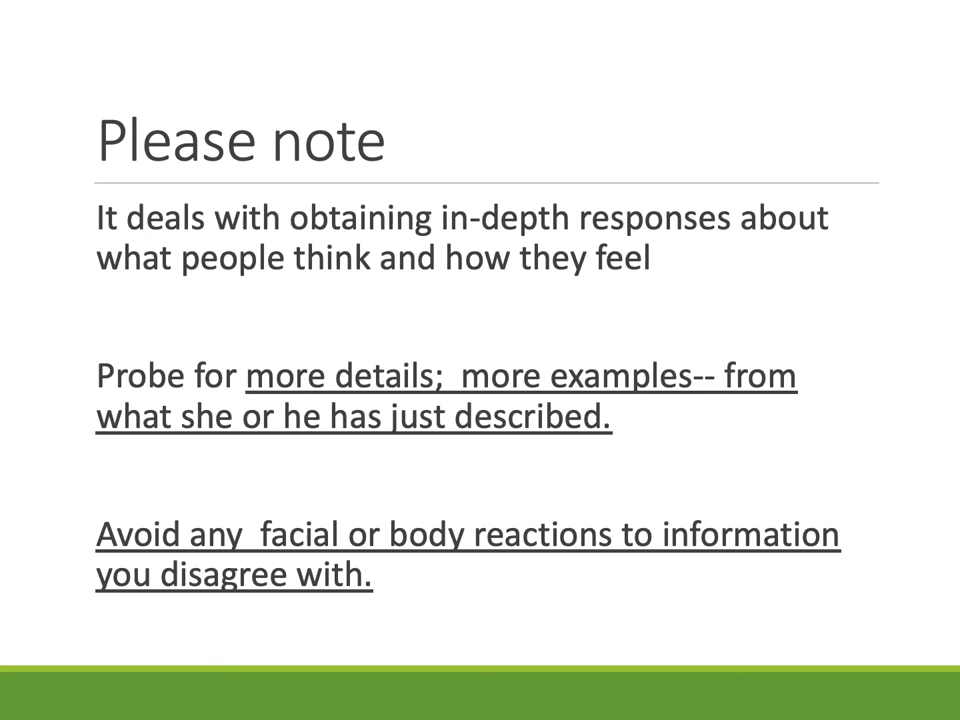 Please note
It deals with obtaining in-depth responses about
what people think and how they feel
Probe for more details;  more examples-- from
what she or he has just described.
Avoid any  facial or body reactions to information
you disagree with.